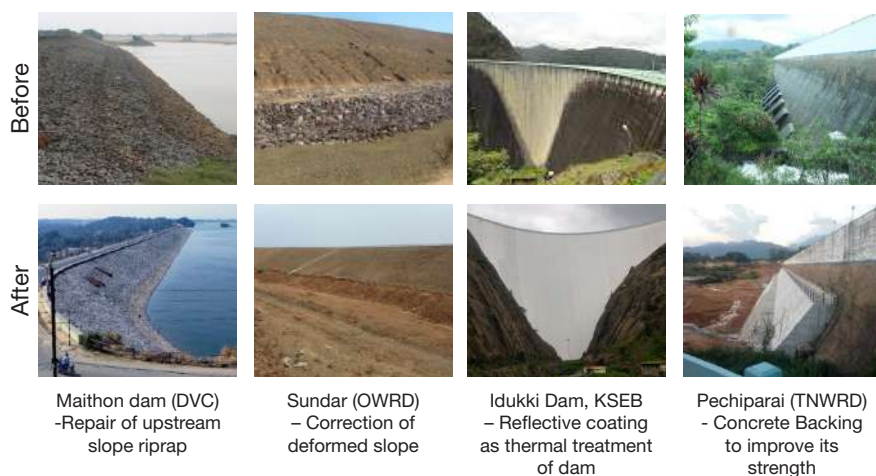 Before
After
Maithon dam (DVC)
-Repair of upstream
slope riprap
Sundar (OWRD)
– Correction of
deformed slope
Idukki Dam, KSEB
– Reflective coating
as thermal treatment
of dam
Pechiparai (TNWRD)
- Concrete Backing
to improve its
strength